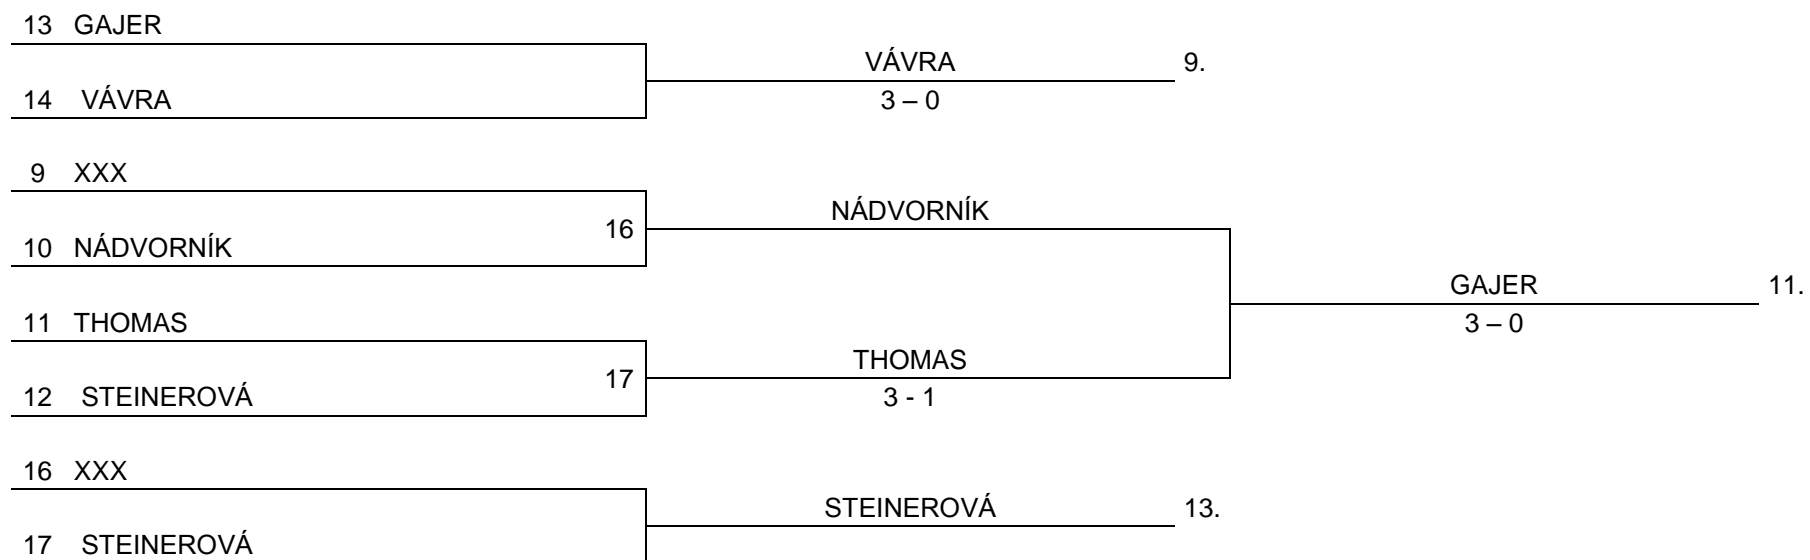 13 GAJER
VÁVRA 9.
14 VÁVRA 3 – 0
9 XXX
NÁDVORNÍK
16
10 NÁDVORNÍK
GAJER 11.
11 THOMAS 3 – 0
THOMAS
17
12 STEINEROVÁ 3 - 1
16 XXX
STEINEROVÁ 13.
17 STEINEROVÁ